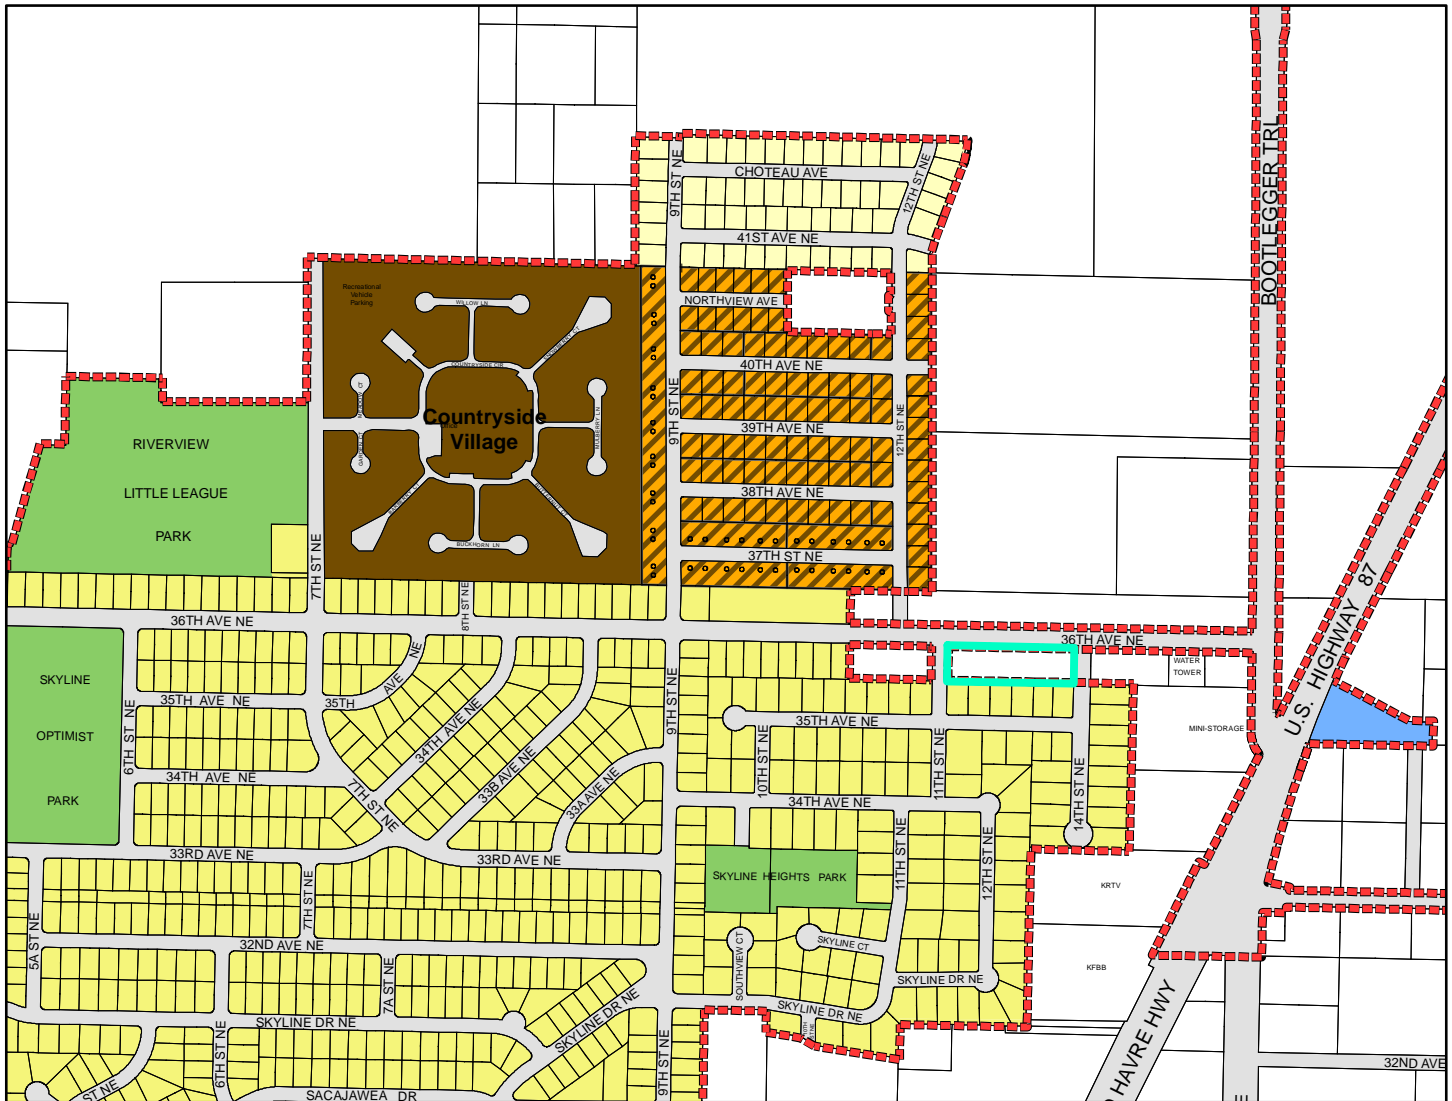 BOOTLEGGER TRL
9TH ST NE
CHOTEAU AVE
12TH ST NE
41ST AVE NE
Recreational
Vehicle
Parking
WILLOW LN
NORTHVIEW AVE
COUNTRYSIDE CIR
40TH AVE NE
Countryside
Village
MULBERRY LN
9TH ST NE
39TH AVE NE
12TH ST NE
RIVERVIEW
LITTLE LEAGUE
PARK
38TH AVE NE
BUCKHORN LN
37TH ST NE
7TH ST NE
8TH ST NE
36TH AVE NE
36TH AVE NE
U.S. HIGHWAY 87
WATER
TOWER
MINI-STORAGE
SKYLINE
OPTIMIST
PARK
6TH ST NE
35TH AVE NE
35TH AVE NE
34TH AVE NE
9TH ST NE
35TH AVE NE
10TH ST NE
11TH ST NE
14TH ST NE
34TH AVE NE
7TH ST NE
33B AVE NE
33A AVE NE
34TH AVE NE
33RD AVE NE
33RD AVE NE
SKYLINE HEIGHTS PARK
11TH ST NE
12TH ST NE
KRTV
7TH ST NE
5A ST NE
32ND AVE NE
SOUTHVIEW CT
SKYLINE CT
KFBB
7A ST NE
SKYLINE DR NE
SKYLINE DR NE
SKYLINE DR NE
SKYLINE DR NE
6TH ST NE
9TH ST NE
HAVRE HWY
32ND AVE
ST NE
SACAJAWEA DR